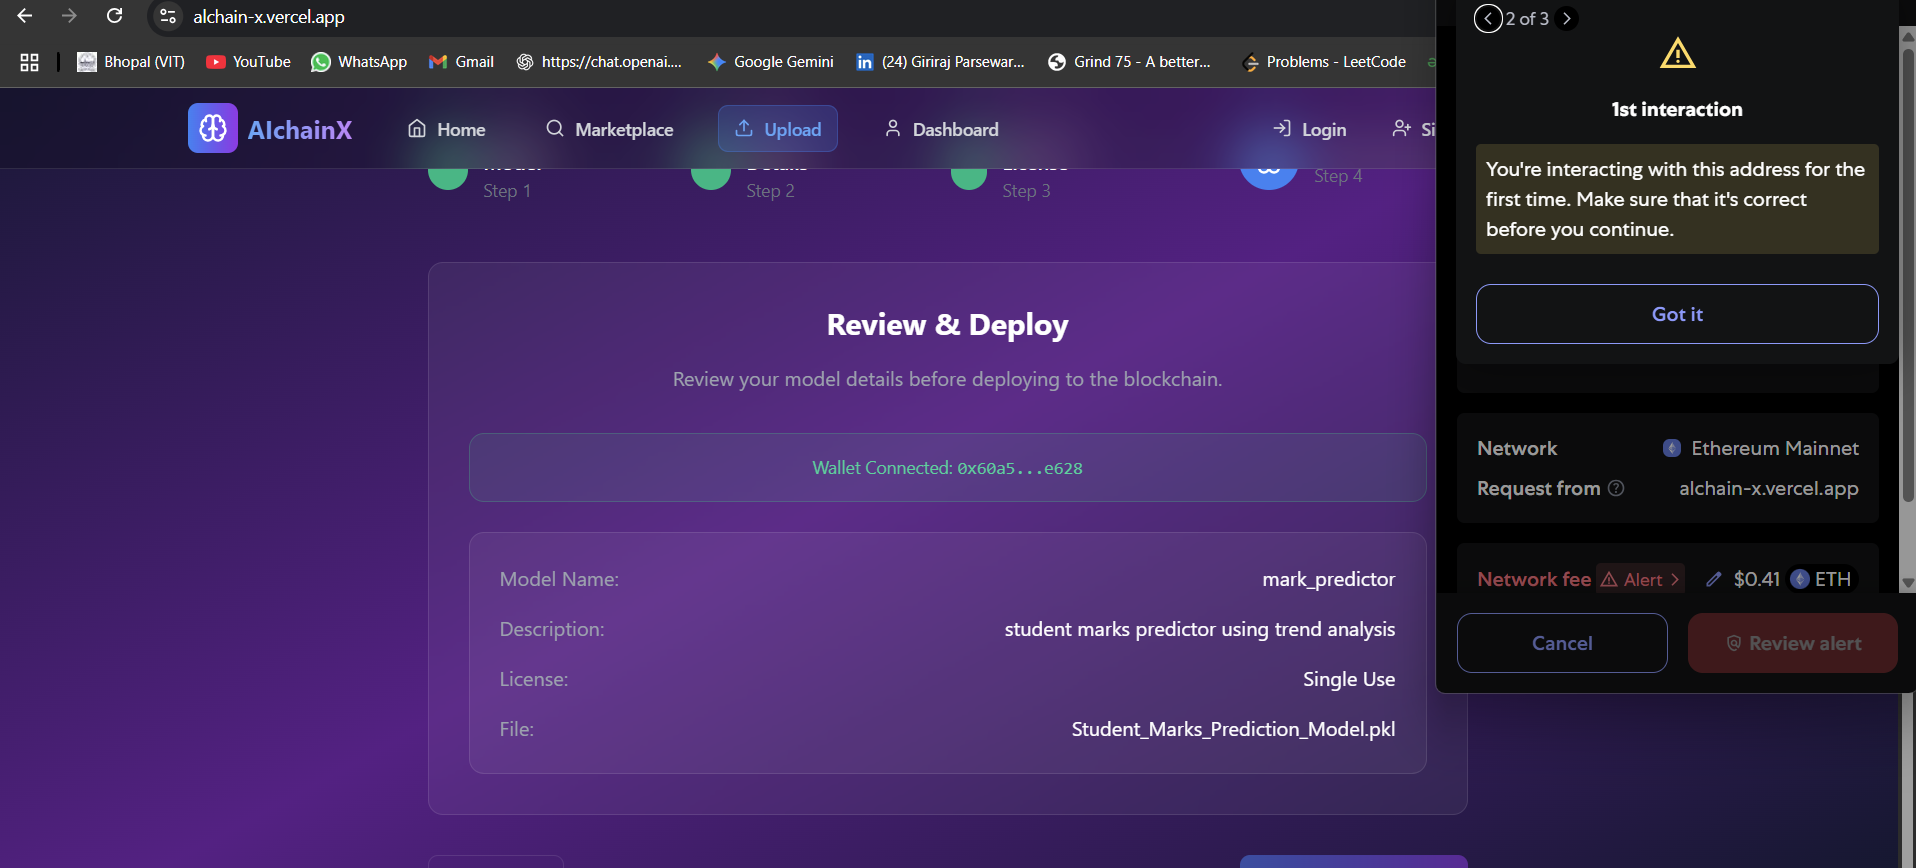 alchain-x.vercel.app
Bhopal (VIT) YouTube WhatsApp Gmail https://chat.openai.... Google Gemini (24) Giriraj Parsewar... Grind 75 - A better... Problems - LeetCode
AIchainX Home Marketplace Upload Dashboard Login Si
Model Details License
Step 1 Step 2 Step 3 Step 4
Review & Deploy
Review your model details before deploying to the blockchain.
Wallet Connected: 0x60a5...e628
Model Name: mark_predictor
Description: student marks predictor using trend analysis
License: Single Use
File: Student_Marks_Prediction_Model.pkl
2 of 3
1st interaction
You're interacting with this address for the
first time. Make sure that it's correct
before you continue.
Got it
Network Ethereum Mainnet
Request from alchain-x.vercel.app
Network fee Alert $0.41 ETH
Cancel Review alert